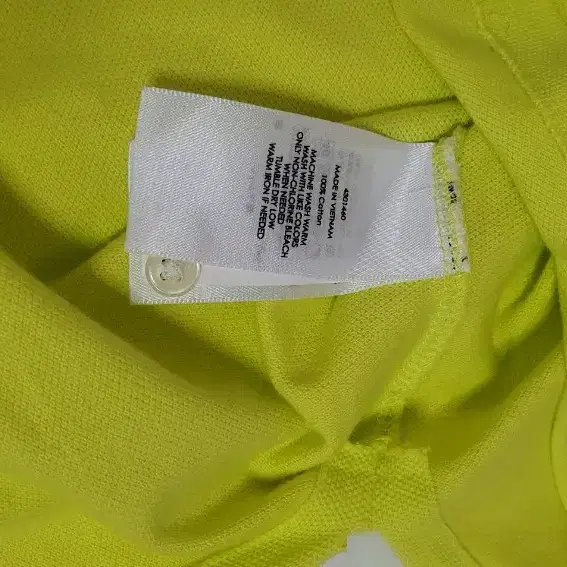 4301460
MADE IN VIETNAM
100% Cotton
MACHINE WASH WARM
WASH WITH LIKE COLORS
ONLY NON-CHLORINE BLEACH
WHEN NEEDED
TUMBLE DRY LOW
WARM IRON IF NEEDED